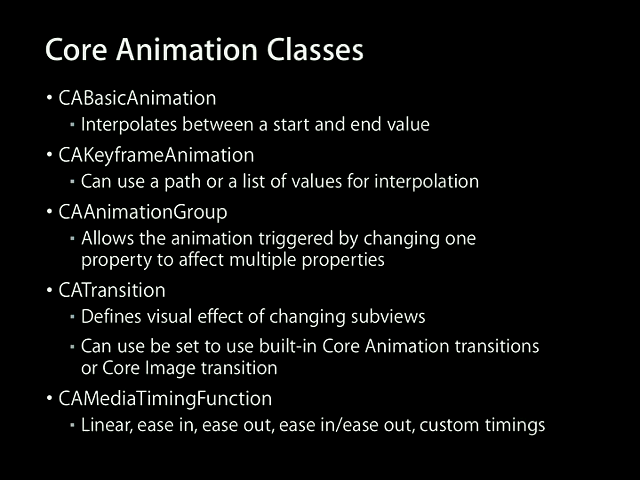 Core Animation Classes
• CABasicAnimation
▪ Interpolates between a start and end value
• CAKeyframeAnimation
▪ Can use a path or a list of values for interpolation
• CAAnimationGroup
▪ Allows the animation triggered by changing one
property to affect multiple properties
• CATransition
▪ Defines visual effect of changing subviews
▪ Can use be set to use built-in Core Animation transitions
or Core Image transition
• CAMediaTimingFunction
▪ Linear, ease in, ease out, ease in/ease out, custom timings